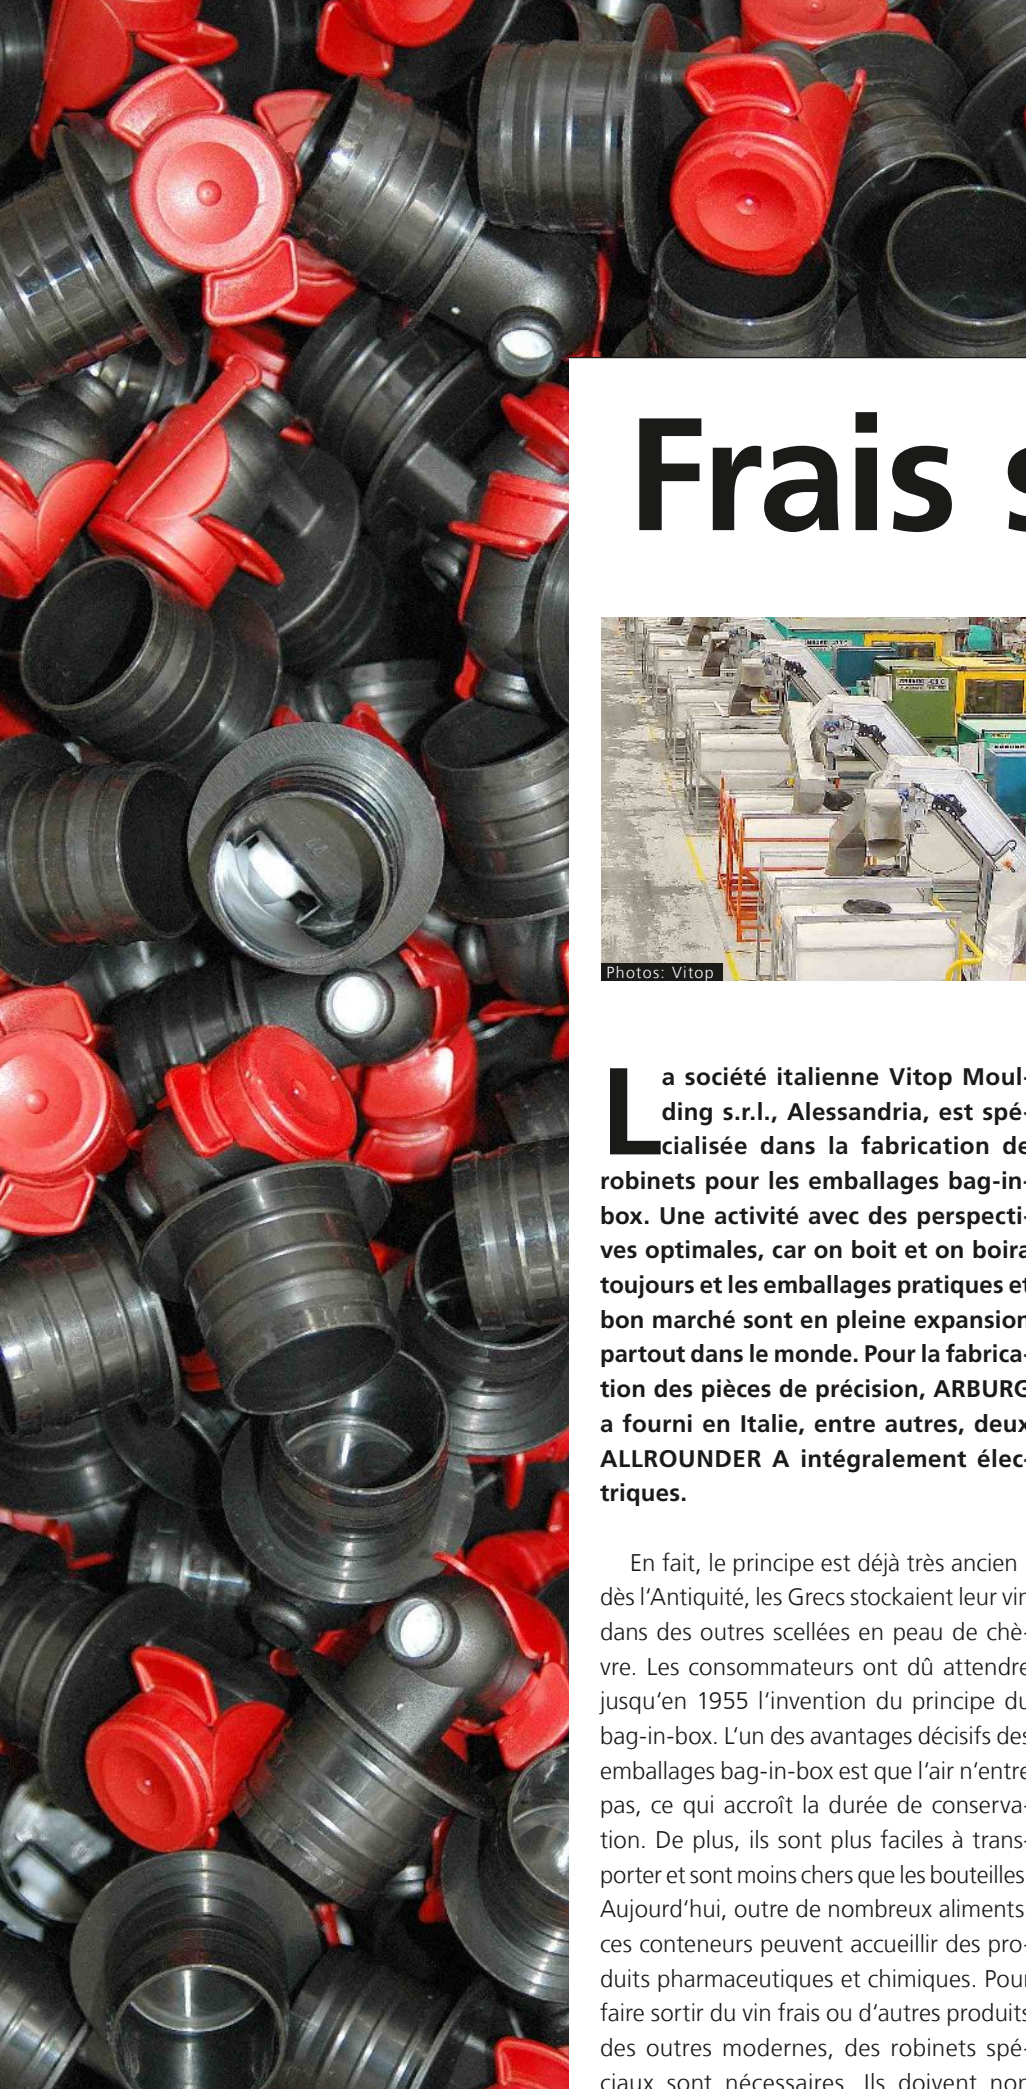 Frais s
Photos: Vitop
La société italienne Vitop Moul-
ding s.r.l., Alessandria, est spé-
cialisée dans la fabrication de
robinets pour les emballages bag-in-
box. Une activité avec des perspecti-
ves optimales, car on boit et on boira
toujours et les emballages pratiques et
bon marché sont en pleine expansion
partout dans le monde. Pour la fabrica-
tion des pièces de précision, ARBURG
a fourni en Italie, entre autres, deux
ALLROUNDER A intégralement élec-
triques.
En fait, le principe est déjà très ancien
dès l'Antiquité, les Grecs stockaient leur vin
dans des outres scellées en peau de chè-
vre. Les consommateurs ont dû attendre
jusqu'en 1955 l'invention du principe du
bag-in-box. L'un des avantages décisifs des
emballages bag-in-box est que l'air n'entre
pas, ce qui accroît la durée de conserva-
tion. De plus, ils sont plus faciles à trans-
porter et sont moins chers que les bouteilles
Aujourd'hui, outre de nombreux aliments
ces conteneurs peuvent accueillir des pro-
duits pharmaceutiques et chimiques. Pour
faire sortir du vin frais ou d'autres produits
des outres modernes, des robinets spé-
ciaux sont nécessaires. Ils doivent non